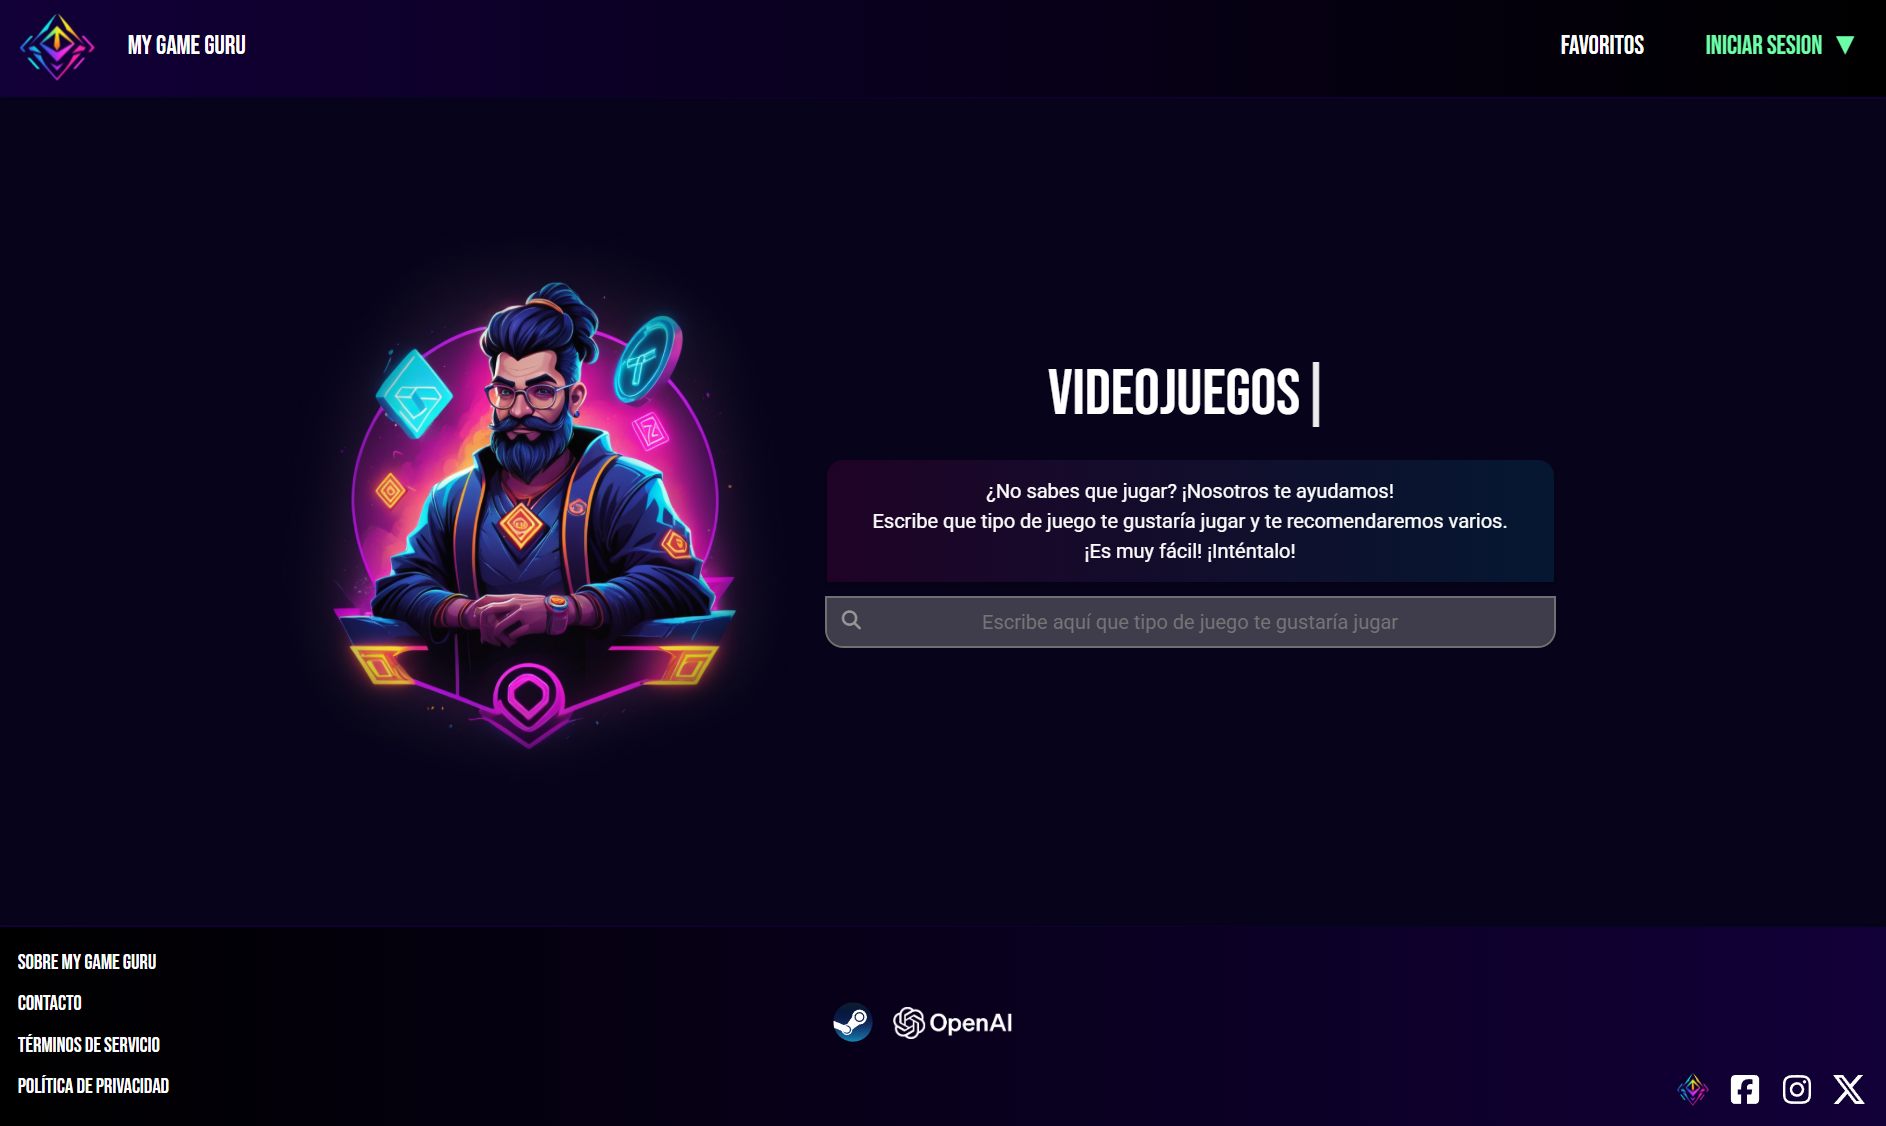 MY GAME GURU
FAVORITOS
INICIAR SESION ▼
VIDEOJUEGOS|
¿No sabes que jugar? ¡Nosotros te ayudamos!
Escribe que tipo de juego te gustaría jugar y te recomendaremos varios.
¡Es muy fácil! ¡Inténtalo!
Escribe aquí que tipo de juego te gustaría jugar
SOBRE MY GAME GURU
CONTACTO
TÉRMINOS DE SERVICIO
POLÍTICA DE PRIVACIDAD
OpenAI